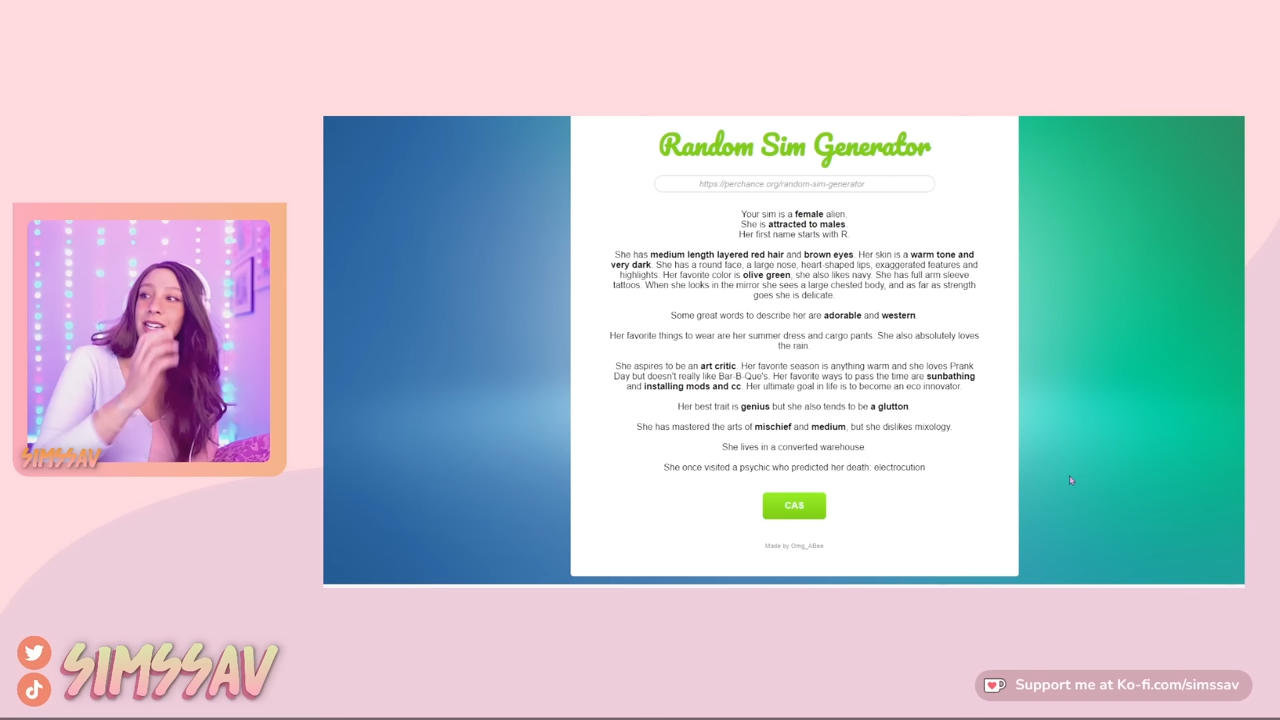 Random Sim Generator
https://perchance.org/random-sim-generator
Your sim is a female alien.
She is attracted to males.
Her first name starts with R.
She has medium length layered red hair and brown eyes. Her skin is a warm tone and
very dark. She has a round face, a large nose, heart-shaped lips, exaggerated features and
highlights. Her favorite color is olive green, she also likes navy. She has full arm sleeve
tattoos. When she looks in the mirror she sees a large chested body, and as far as strength
goes she is delicate.
Some great words to describe her are adorable and western.
Her favorite things to wear are her summer dress and cargo pants. She also absolutely loves
the rain.
She aspires to be an art critic. Her favorite season is anything warm and she loves Prank
Day but doesn't really like Bar-B-Que's. Her favorite ways to pass the time are sunbathing
and installing mods and cc. Her ultimate goal in life is to become an eco innovator.
Her best trait is genius but she also tends to be a glutton.
She has mastered the arts of mischief and medium, but she dislikes mixology.
She lives in a converted warehouse.
She once visited a psychic who predicted her death: electrocution
CAS
Made by Omg_ABee
SIMSSAV
SIMSSAV
Support me at Ko-fi.com/simssav